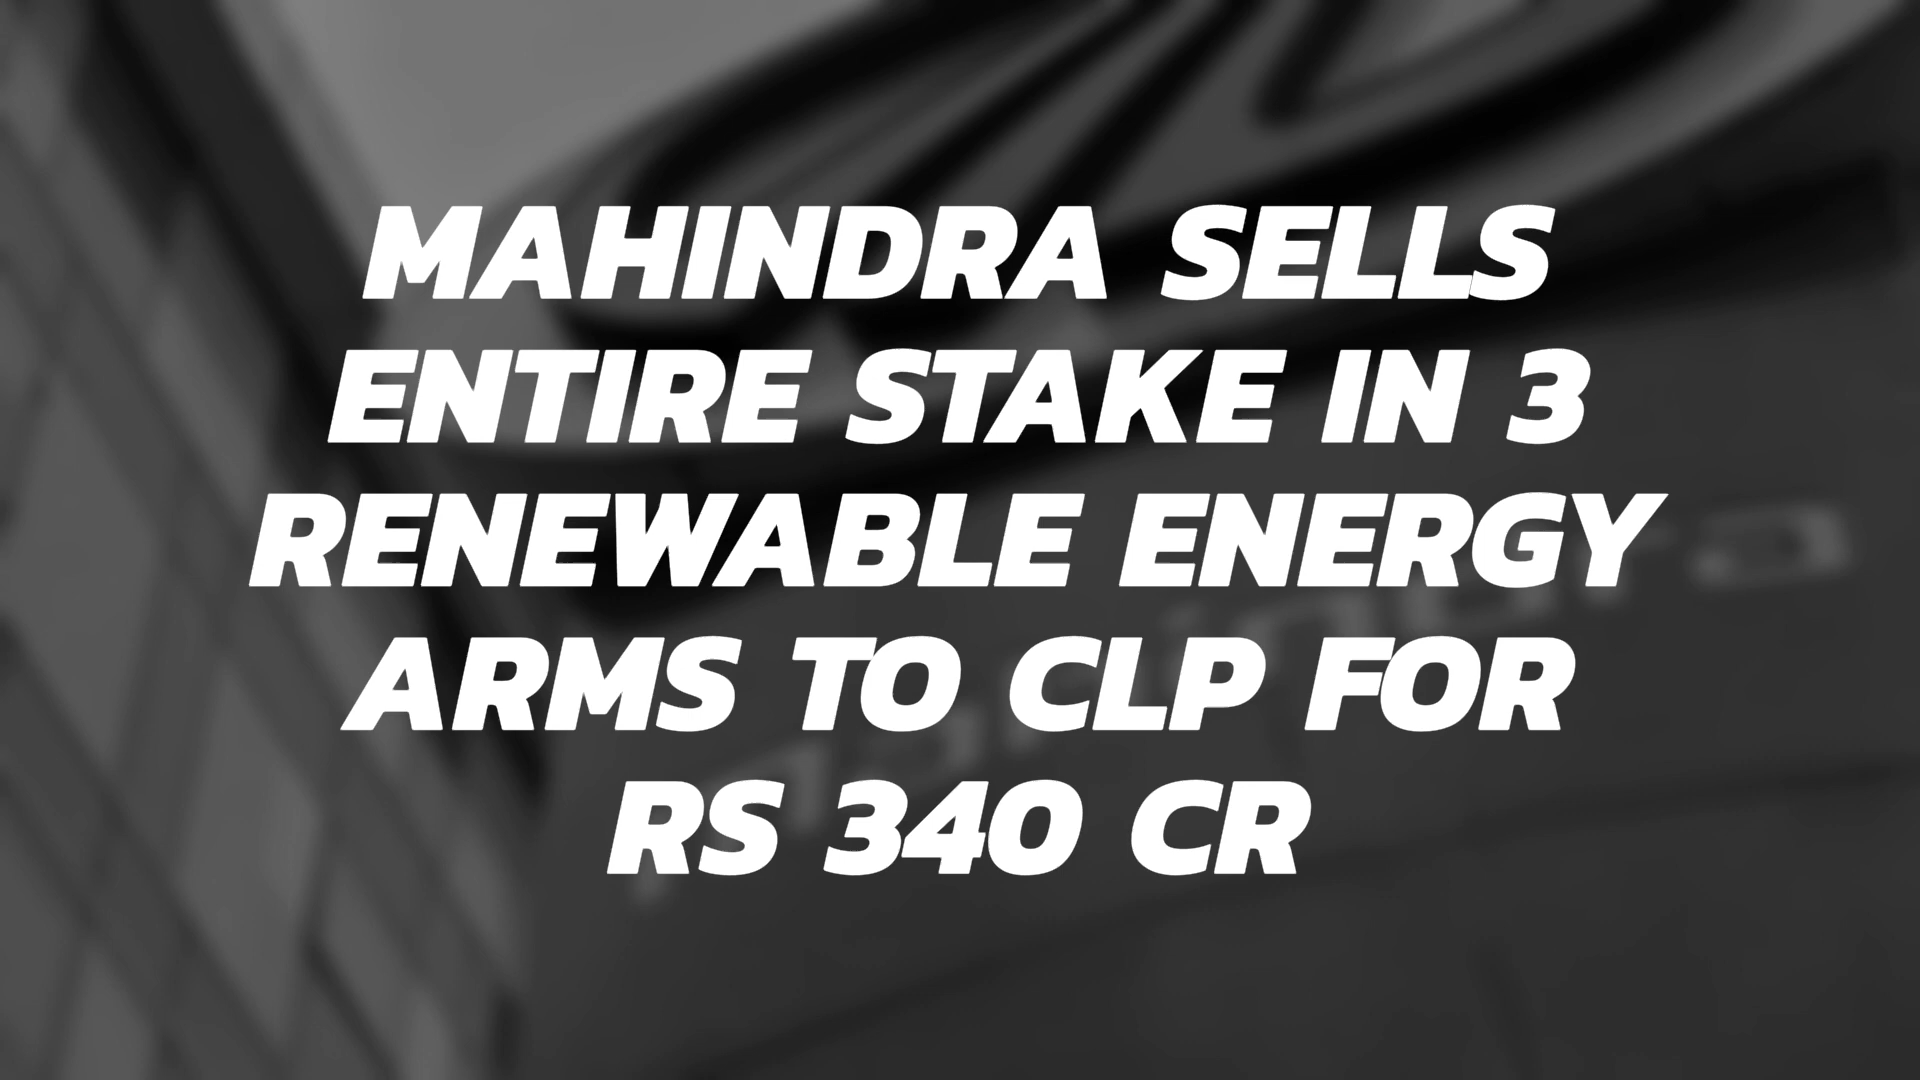 MAHINDRA SELLS
ENTIRE STAKE IN 3
RENEWABLE ENERGY
ARMS TO CLP FOR
RS 340 CR